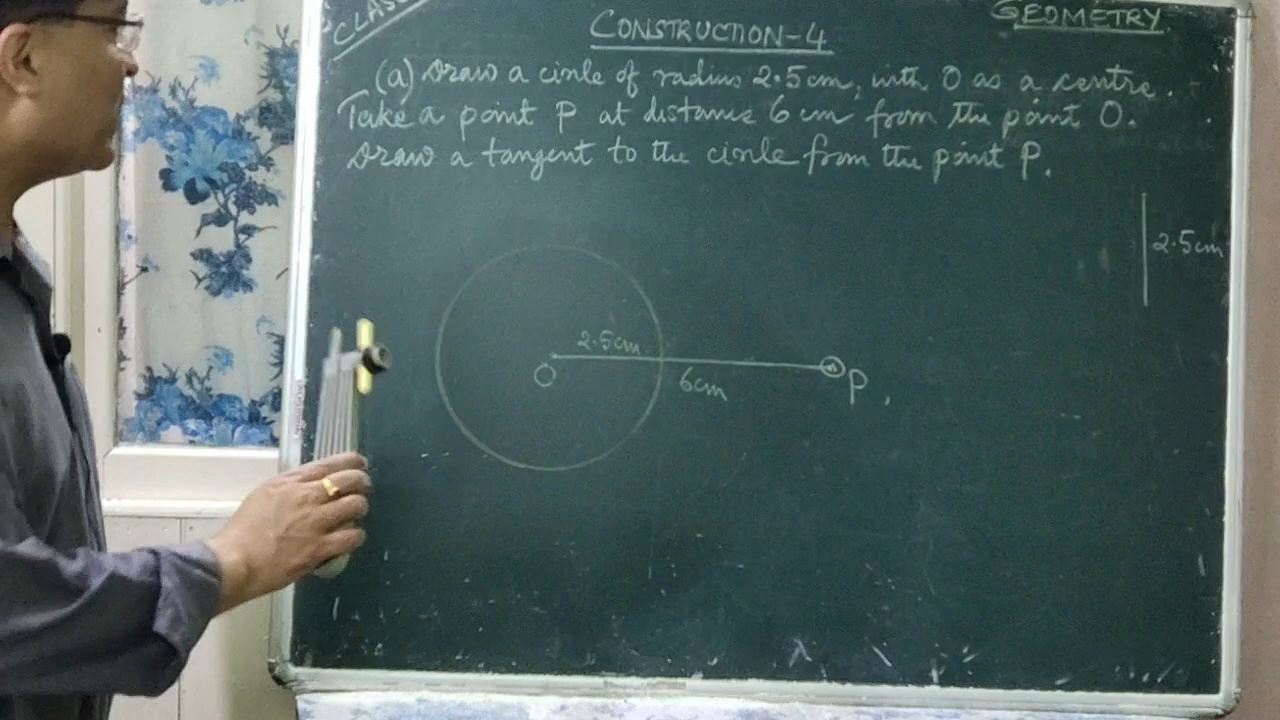 CLASS
CONSTRUCTION-4
GEOMETRY
(a) Draw a circle of radius 2.5cm, with O as a centre.
Take a point P at distance 6 cm from the point O.
Draw a tangent to the circle from the point P.
2.5cm
2.5cm
O
6cm
P